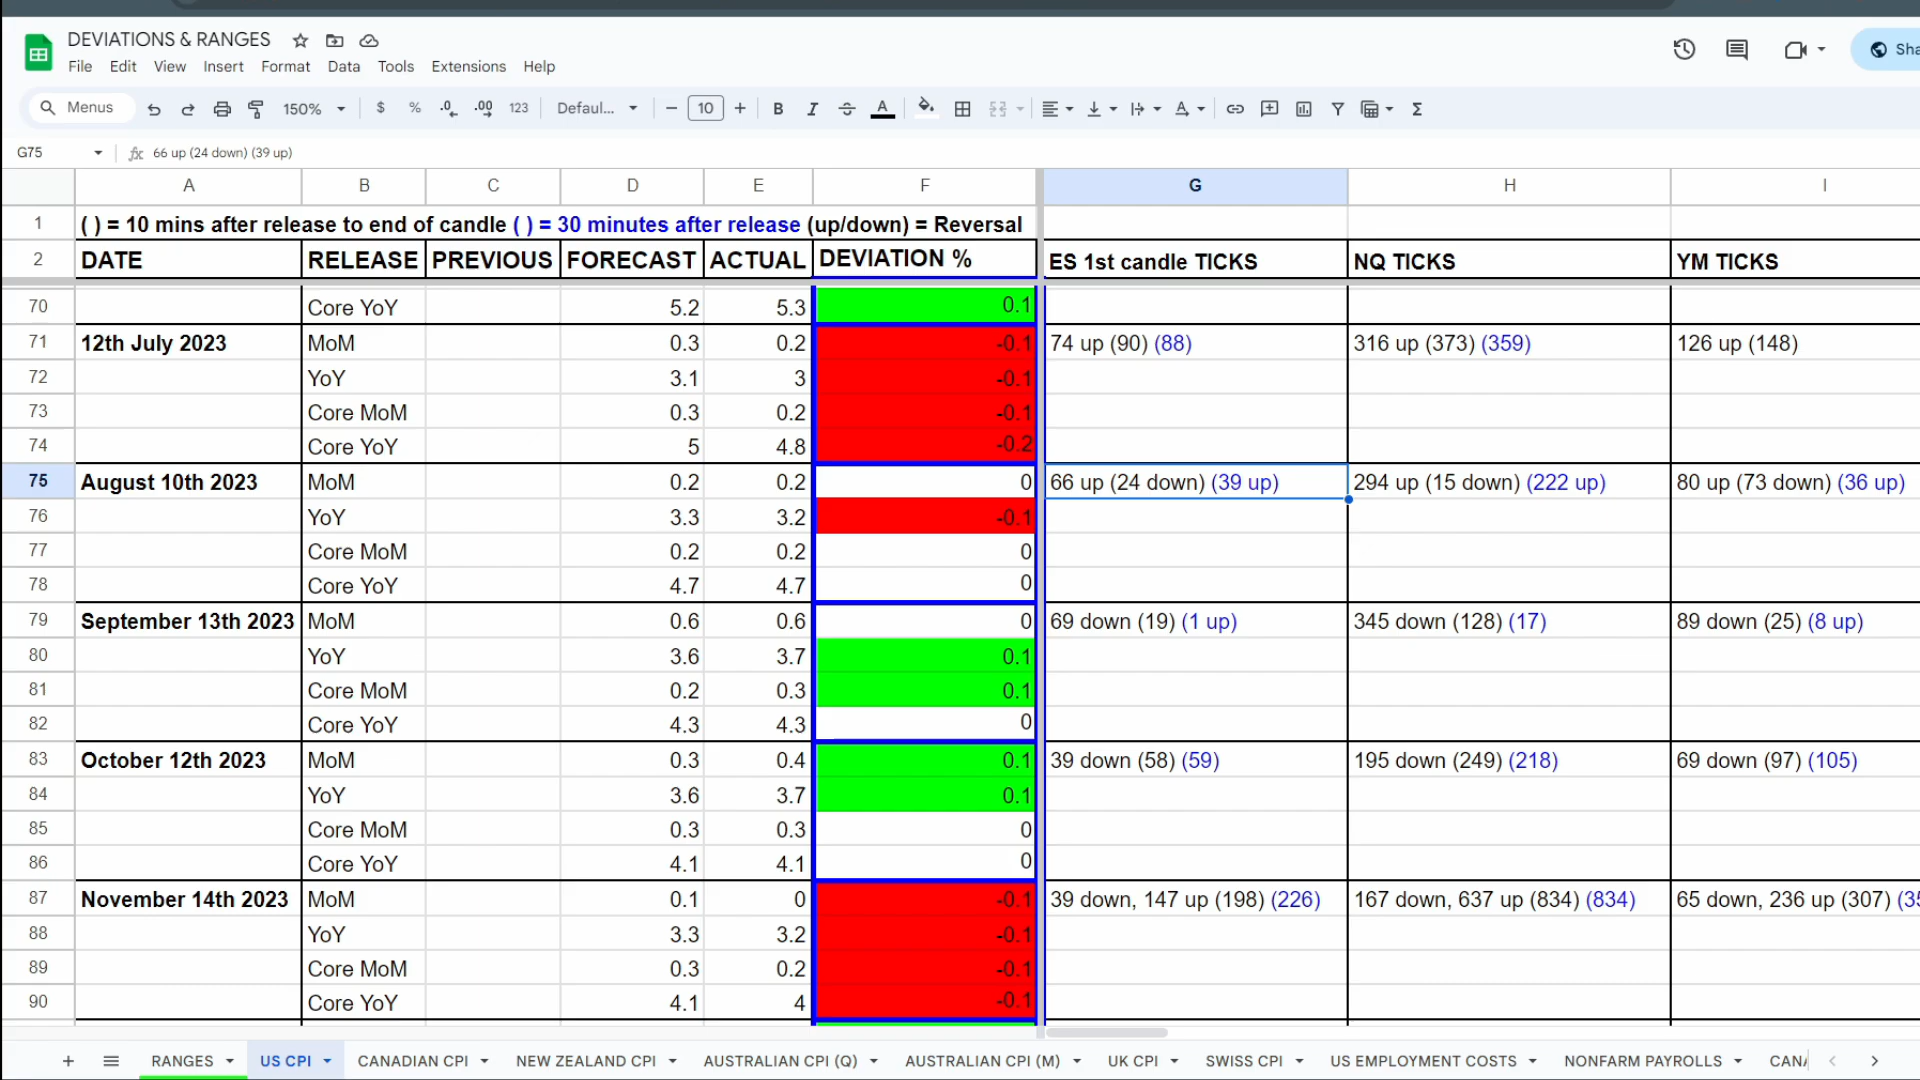 DEVIATIONS & RANGES
File Edit View Insert Format Data Tools Extensions Help
Sha
Menus 150% $ % .0 .00 123 Defaul... 10 B I A Σ
G75 fx 66 up (24 down) (39 up)
A B C D E F G H I
1 ( ) = 10 mins after release to end of candle ( ) = 30 minutes after release (up/down) = Reversal
2 DATE RELEASE PREVIOUS FORECAST ACTUAL DEVIATION % ES 1st candle TICKS NQ TICKS YM TICKS
70 Core YoY 5.2 5.3 0.1
71 12th July 2023 MoM 0.3 0.2 -0.1 74 up (90) (88) 316 up (373) (359) 126 up (148)
72 YoY 3.1 3 -0.1
73 Core MoM 0.3 0.2 -0.1
74 Core YoY 5 4.8 -0.2
75 August 10th 2023 MoM 0.2 0.2 0 66 up (24 down) (39 up) 294 up (15 down) (222 up) 80 up (73 down) (36 up)
76 YoY 3.3 3.2 -0.1
77 Core MoM 0.2 0.2 0
78 Core YoY 4.7 4.7 0
79 September 13th 2023 MoM 0.6 0.6 0 69 down (19) (1 up) 345 down (128) (17) 89 down (25) (8 up)
80 YoY 3.6 3.7 0.1
81 Core MoM 0.2 0.3 0.1
82 Core YoY 4.3 4.3 0
83 October 12th 2023 MoM 0.3 0.4 0.1 39 down (58) (59) 195 down (249) (218) 69 down (97) (105)
84 YoY 3.6 3.7 0.1
85 Core MoM 0.3 0.3 0
86 Core YoY 4.1 4.1 0
87 November 14th 2023 MoM 0.1 0 -0.1 39 down, 147 up (198) (226) 167 down, 637 up (834) (834) 65 down, 236 up (307) (35
88 YoY 3.3 3.2 -0.1
89 Core MoM 0.3 0.2 -0.1
90 Core YoY 4.1 4 -0.1
RANGES US CPI CANADIAN CPI NEW ZEALAND CPI AUSTRALIAN CPI (Q) AUSTRALIAN CPI (M) UK CPI SWISS CPI US EMPLOYMENT COSTS NONFARM PAYROLLS CANA